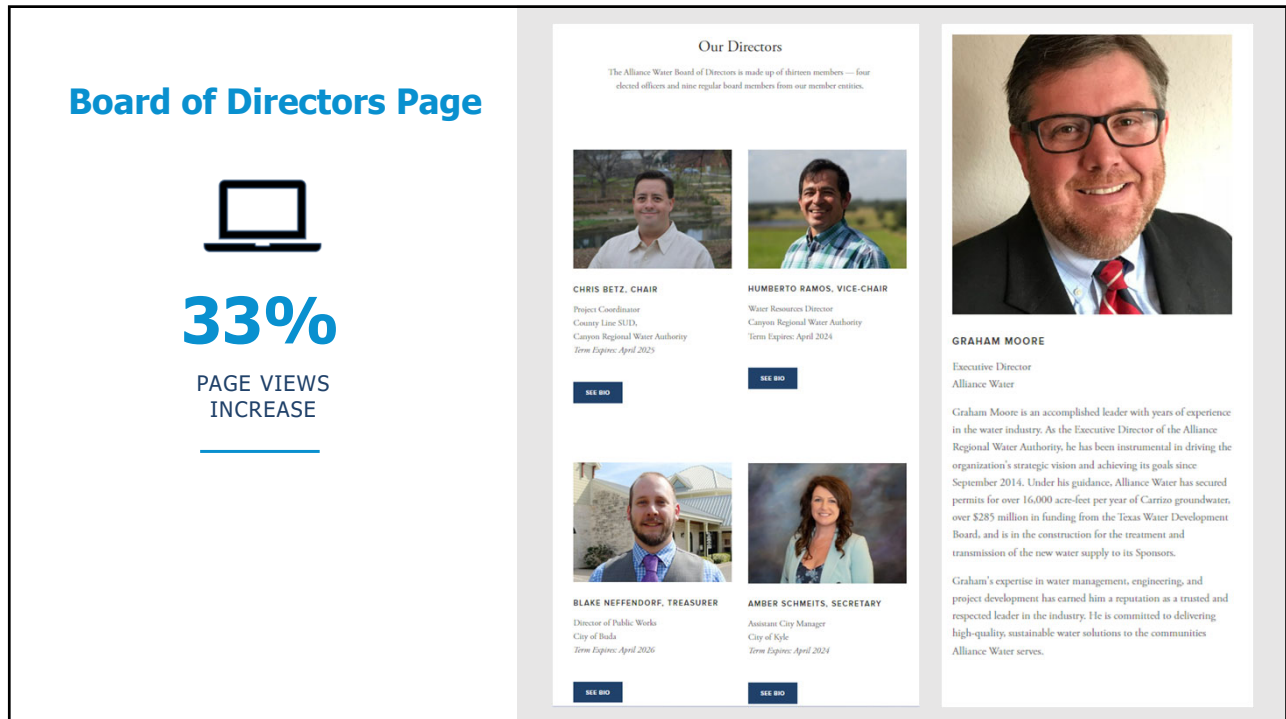 Board of Directors Page
33%
PAGE VIEWS
INCREASE
Our Directors
The Alliance Water Board of Directors is made up of thirteen members — four
elected officers and nine regular board members from our member entities.
CHRIS BETZ, CHAIR
Project Coordinator
County Line SUD,
Canyon Regional Water Authority
Term Expires: April 2025
SEE BIO
HUMBERTO RAMOS, VICE-CHAIR
Water Resources Director
Canyon Regional Water Authority
Term Expires: April 2024
SEE BIO
BLAKE NEFFENDORF, TREASURER
Director of Public Works
City of Buda
Term Expires: April 2026
SEE BIO
AMBER SCHMEITS, SECRETARY
Assistant City Manager
City of Kyle
Term Expires: April 2024
SEE BIO
GRAHAM MOORE
Executive Director
Alliance Water
Graham Moore is an accomplished leader with years of experience
in the water industry. As the Executive Director of the Alliance
Regional Water Authority, he has been instrumental in driving the
organization's strategic vision and achieving its goals since
September 2014. Under his guidance, Alliance Water has secured
permits for over 16,000 acre-feet per year of Carrizo groundwater,
over $285 million in funding from the Texas Water Development
Board, and is in the construction for the treatment and
transmission of the new water supply to its Sponsors.
Graham's expertise in water management, engineering, and
project development has earned him a reputation as a trusted and
respected leader in the industry. He is committed to delivering
high-quality, sustainable water solutions to the communities
Alliance Water serves.